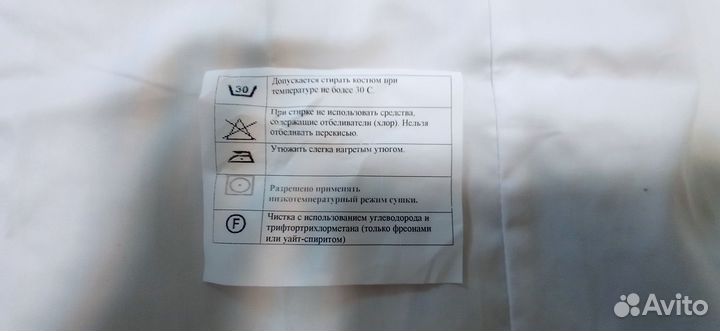 30
Допускается стирать костюм при
температуре не более 30 С.
При стирке не использовать средства,
содержащие отбеливатели (хлор). Нельзя
отбеливать перекисью.
Утюжить слегка нагретым утюгом.
Разрешено применять
низкотемпературный режим сушки.
F
Чистка с использованием углеводорода и
трифтортрихлорметана (только фреонами
или уайт-спиритом)
Avito